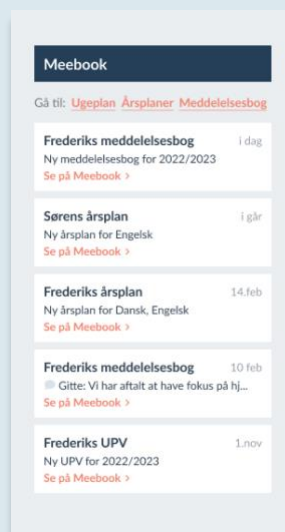 Meebook
Gå til: Ugeplan Årsplaner Meddelelsesbog
Frederiks meddelelsesbog i dag
Ny meddelelsesbog for 2022/2023
Se på Meebook >
Sørens årsplan i går
Ny årsplan for Engelsk
Se på Meebook >
Frederiks årsplan 14.feb
Ny årsplan for Dansk, Engelsk
Se på Meebook >
Frederiks meddelelsesbog 10 feb
Gitte: Vi har aftalt at have fokus på hj...
Se på Meebook >
Frederiks UPV 1.nov
Ny UPV for 2022/2023
Se på Meebook >